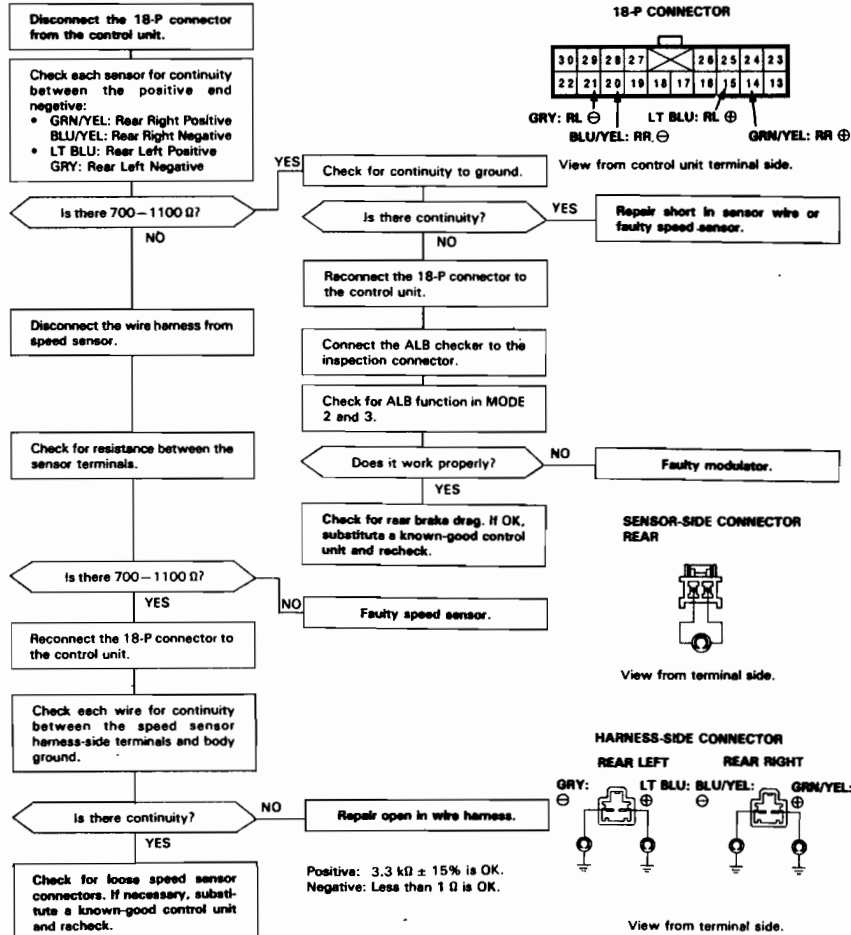 Disconnect the 18-P connector
from the control unit.
Check each sensor for continuity
between the positive end
negetive:
• GRN/YEL: Rear Right Positive
BLU/YEL: Rear Right Negative
• LT BLU: Rear Left Positive
GRY: Rear Left Negative
Is there 700–1100 Ω?
YES
NO
Check for continuity to ground.
Is there continuity?
YES
NO
Repair short in sensor wire or
faulty speed sensor.
Reconnect the 18-P connector to
the control unit.
Connect the ALB checker to the
inspection connector.
Check for ALB function in MODE
2 and 3.
Does it work properly?
NO
YES
Faulty modulator.
Check for rear brake drag. If OK,
substitute a known-good control
unit and recheck.
Disconnect the wire harness from
speed sensor.
Check for resistance between the
sensor terminals.
Is there 700–1100 Ω?
NO
YES
Faulty speed sensor.
Reconnect the 18-P connector to
the control unit.
Check each wire for continuity
between the speed sensor
harness-side terminals and body
ground.
Is there continuity?
NO
YES
Repair open in wire harness.
Check for loose speed sensor
connectors. If necessary, substi-
tute a known-good control unit
and racheck.
Positive: 3.3 kΩ ± 15% is OK.
Negative: Less than 1 Ω is OK.
18-P CONNECTOR
30 29 28 27 26 25 24 23
22 21 20 19 18 17 16 15 14 13
GRY: RL ⊖ LT BLU: RL ⊕
BLU/YEL: RR ⊖ GRN/YEL: RR ⊕
View from control unit terminal side.
SENSOR-SIDE CONNECTOR
REAR
View from terminal side.
HARNESS-SIDE CONNECTOR
REAR LEFT REAR RIGHT
GRY: LT BLU: BLU/YEL: GRN/YEL:
⊖ ⊕ ⊖ ⊕
View from terminal side.